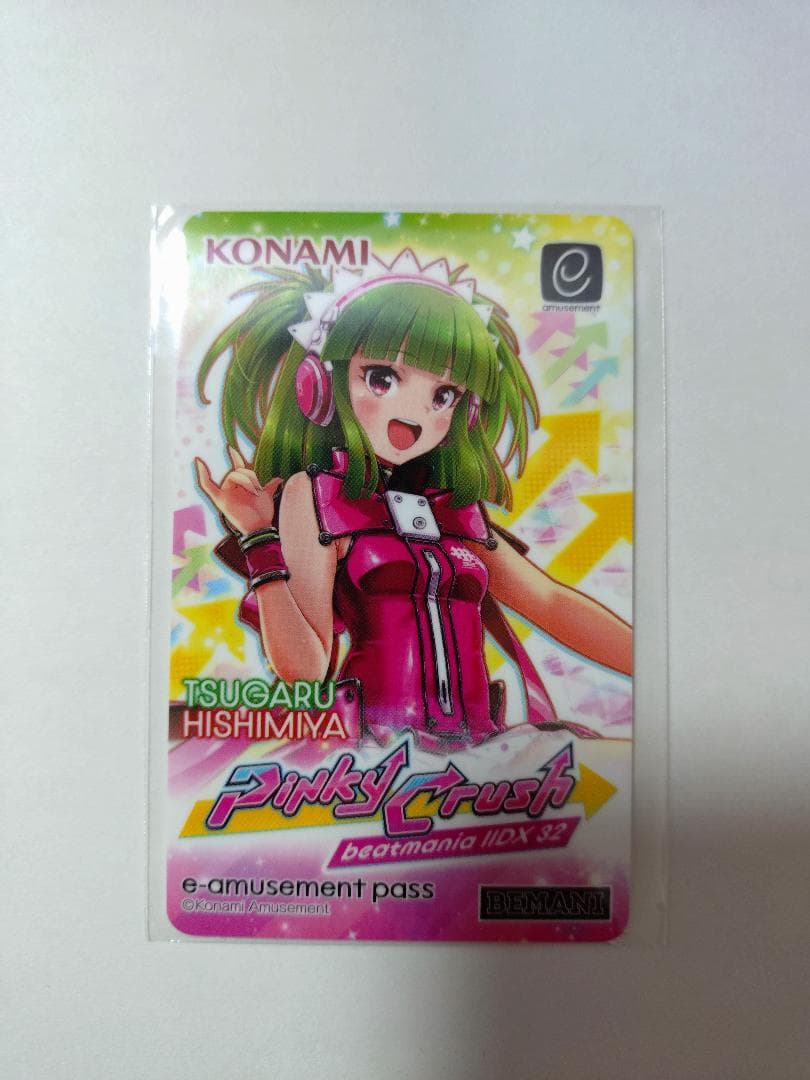 KONAMI
e
amusement
TSUGARU
HISHIMIYA
Pinky Crush
beatmania IIDX 32
e-amusement pass
©Konami Amusement
BEMANI